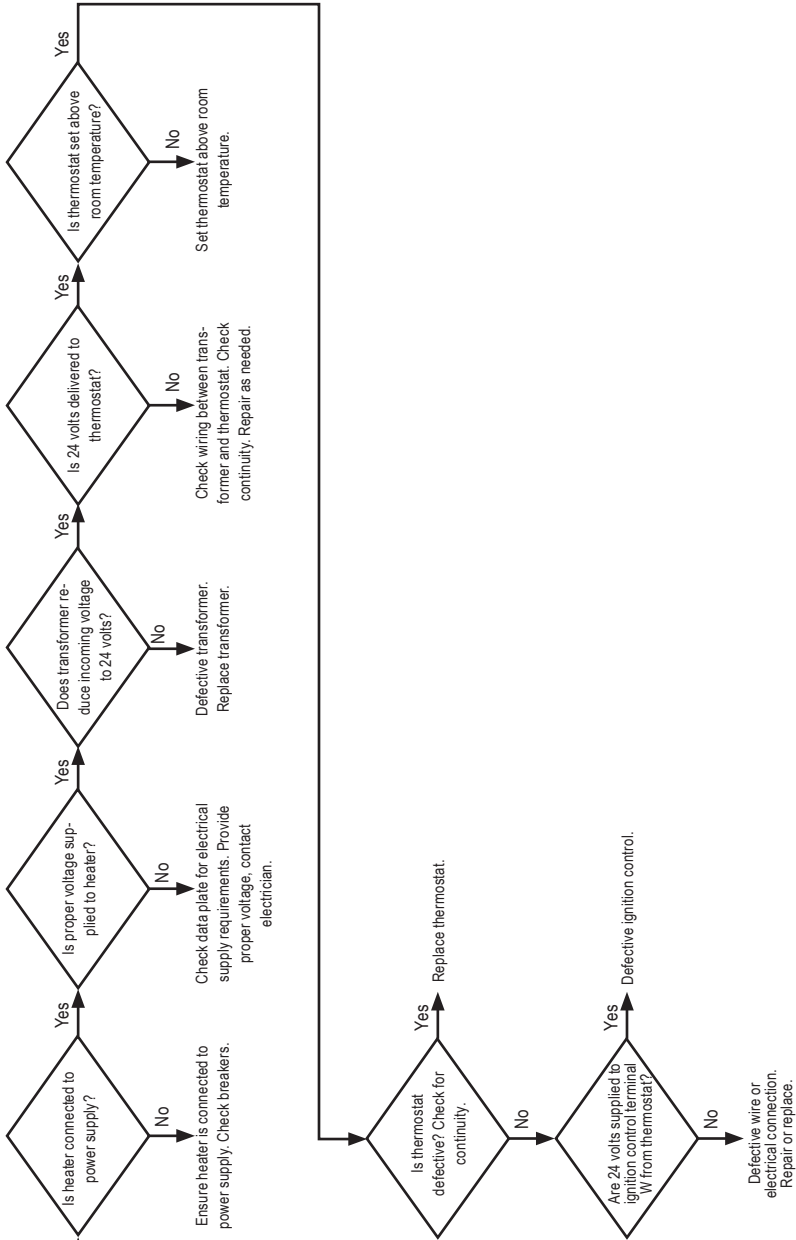 Is heater connected to
power supply?
Yes
No
Ensure heater is connected to
power supply. Check breakers.
Is proper voltage sup-
plied to heater?
Yes
No
Check data plate for electrical
supply requirements. Provide
proper voltage, contact
electrician.
Does transformer re-
duce incoming voltage
to 24 volts?
Yes
No
Defective transformer.
Replace transformer.
Is 24 volts delivered to
thermostat?
Yes
No
Check wiring between trans-
former and thermostat. Check
continuity. Repair as needed.
Is thermostat set above
room temperature?
Yes
No
Set thermostat above room
temperature.
Is thermostat
defective? Check for
continuity.
Yes
Replace thermostat.
No
Are 24 volts supplied to
ignition control terminal
W from thermostat?
Yes
Defective ignition control.
No
Defective wire or
electrical connection.
Repair or replace.